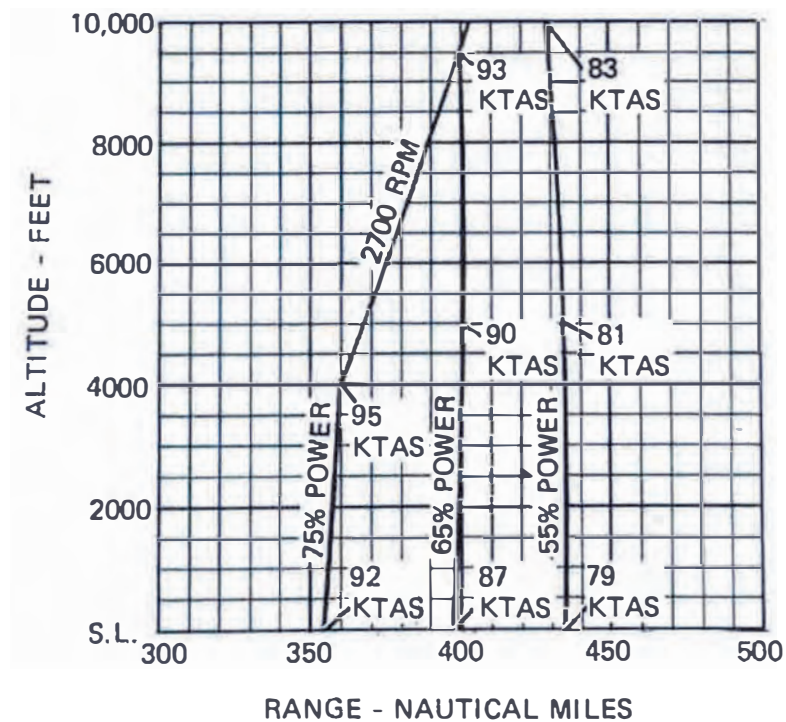 10,000
8000
6000
4000
2000
S.L.
ALTITUDE - FEET
93
KTAS
83
KTAS
2700 RPM
90
KTAS
81
KTAS
95
KTAS
75% POWER
65% POWER
55% POWER
92
KTAS
87
KTAS
79
KTAS
300
350
400
450
500
RANGE - NAUTICAL MILES